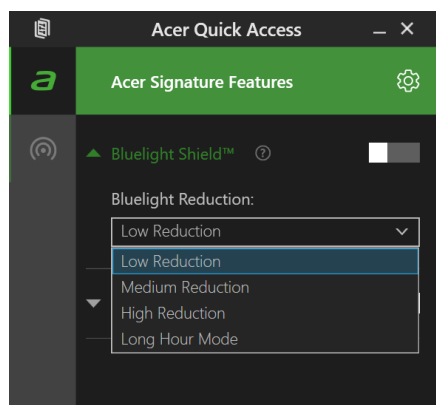 Acer Quick Access
a
Acer Signature Features
Bluelight Shield™ ?
Bluelight Reduction:
Low Reduction
Low Reduction
Medium Reduction
High Reduction
Long Hour Mode